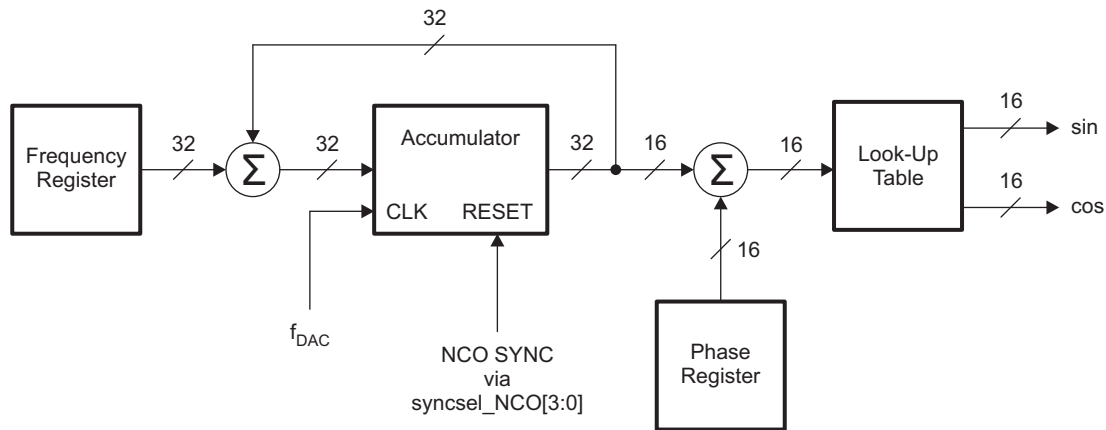 32
Frequency
Register
32
Σ
32
Accumulator
CLK RESET
32
16
Σ
16
Look-Up
Table
16
sin
16
cos
16
f_DAC
NCO SYNC
via
syncsel_NCO[3:0]
Phase
Register